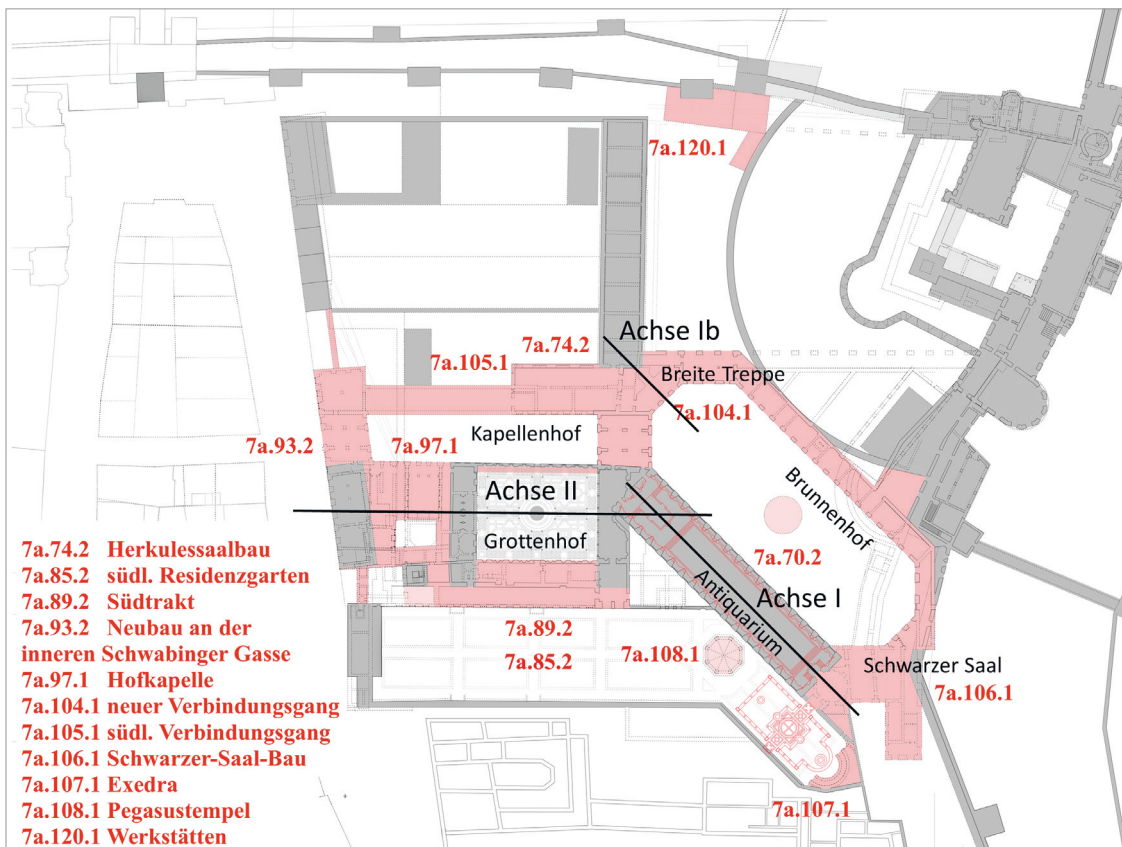 7a.120.1
Achse Ib
7a.74.2
7a.105.1
Breite Treppe
7a.104.1
Kapellenhof
7a.93.2
7a.97.1
Achse II
Brunnenhof
Grottenhof
7a.70.2
Antiquarium
Achse I
7a.89.2
7a.85.2
7a.108.1
Schwarzer Saal
7a.106.1
7a.107.1
7a.74.2 Herkulessaalbau
7a.85.2 südl. Residenzgarten
7a.89.2 Südtrakt
7a.93.2 Neubau an der
inneren Schwabinger Gasse
7a.97.1 Hofkapelle
7a.104.1 neuer Verbindungsgang
7a.105.1 südl. Verbindungsgang
7a.106.1 Schwarzer-Saal-Bau
7a.107.1 Exedra
7a.108.1 Pegasustempel
7a.120.1 Werkstätten